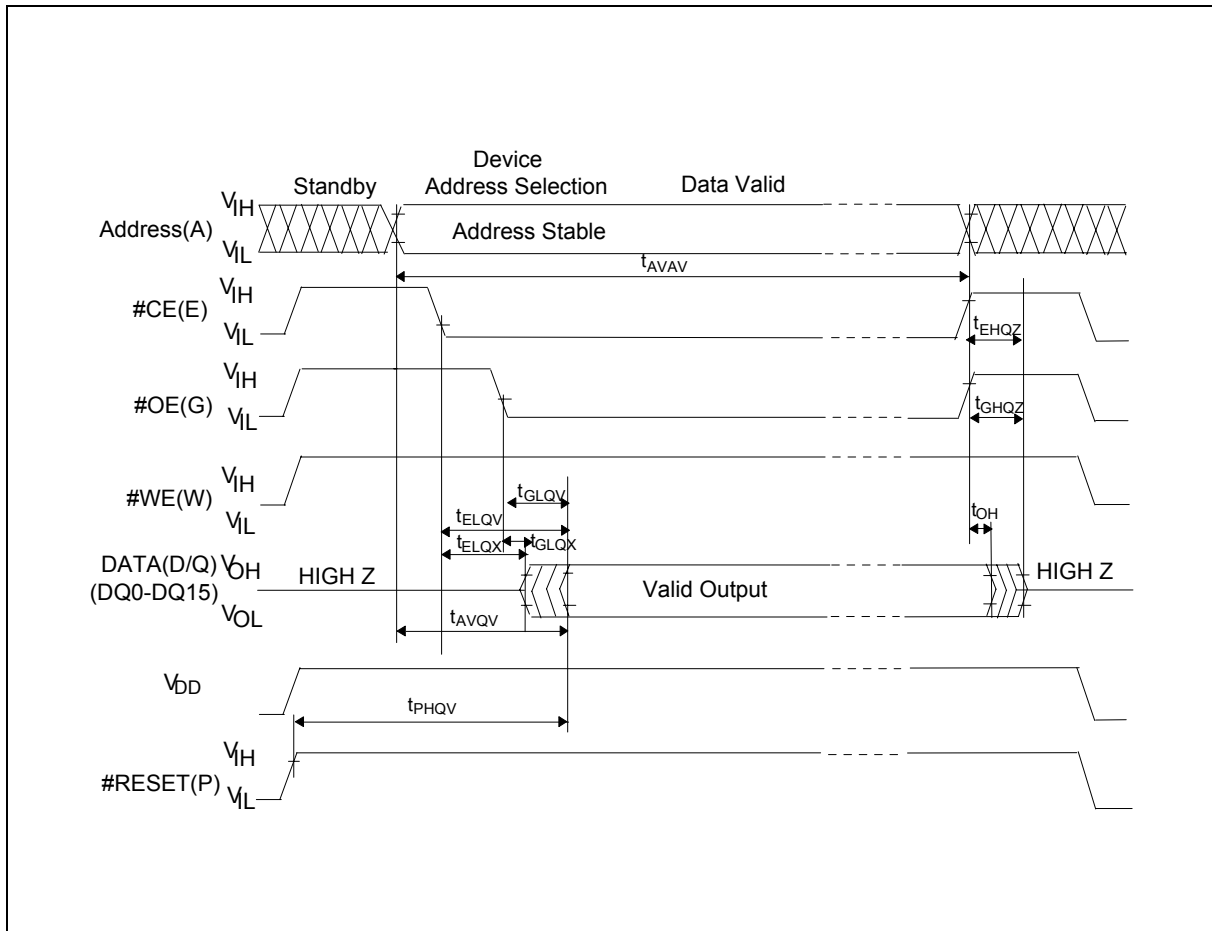 Device
Standby Address Selection Data Valid
VIH
Address(A) Address Stable
VIL
tAVAV
VIH
#CE(E)
VIL
tEHQZ
VIH
#OE(G)
VIL
tGHQZ
VIH
#WE(W)
VIL
tGLQV
tELQV
tOH
tELQX tGLQX
DATA(D/Q) VOH HIGH Z HIGH Z
(DQ0-DQ15) Valid Output
VOL
tAVQV
VDD
tPHQV
VIH
#RESET(P)
VIL